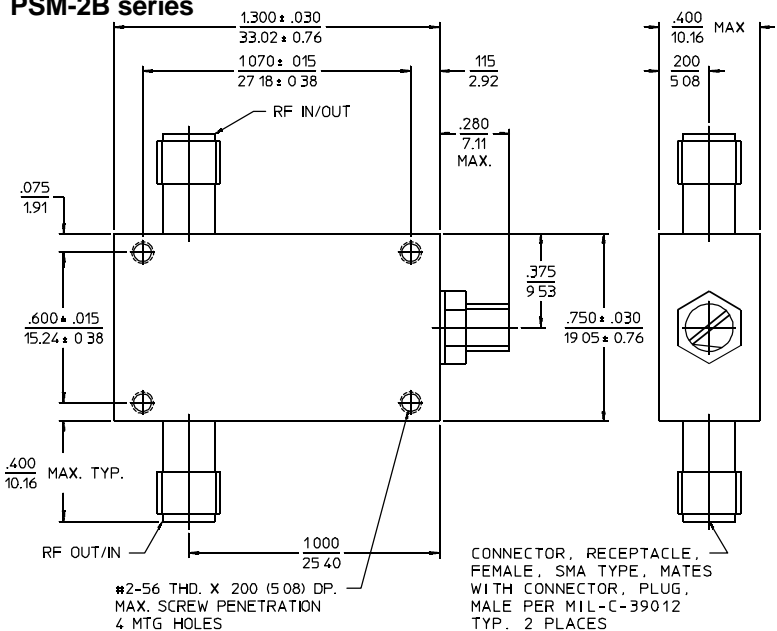 PSM-2B series
1.300 ± .030
33.02 ± 0.76
1070 ± 015
27 18 ± 0 38
115
2.92
.400 MAX
10.16
200
5 08
RF IN/OUT
.280
7.11
MAX.
.075
1.91
.375
9 53
.600 ± .015
15.24 ± 0 38
.750 ± .030
19 05 ± 0.76
.400 MAX. TYP.
10.16
RF OUT/IN
1 000
25 40
#2-56 THD. X 200 (5 08) DP.
MAX. SCREW PENETRATION
4 MTG HOLES
CONNECTOR, RECEPTACLE,
FEMALE, SMA TYPE, MATES
WITH CONNECTOR, PLUG,
MALE PER MIL-C-39012
TYP. 2 PLACES